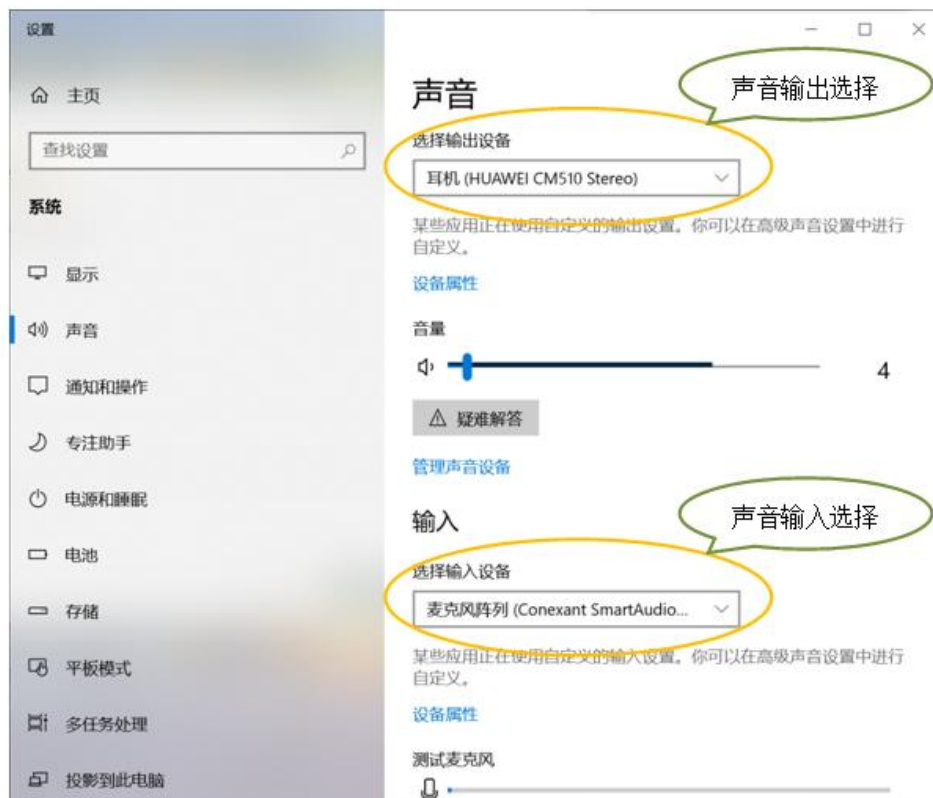 设置
主页
查找设置
系统
显示
声音
通知和操作
专注助手
电源和睡眠
电池
存储
平板模式
多任务处理
投影到此电脑
声音
声音输出选择
选择输出设备
耳机 (HUAWEI CM510 Stereo)
某些应用正在使用自定义的输出设置。你可以在高级声音设置中进行
自定义。
设备属性
音量
4
疑难解答
管理声音设备
输入
声音输入选择
选择输入设备
麦克风阵列 (Conexant SmartAudio...
某些应用正在使用自定义的输入设置。你可以在高级声音设置中进行
自定义。
设备属性
测试麦克风